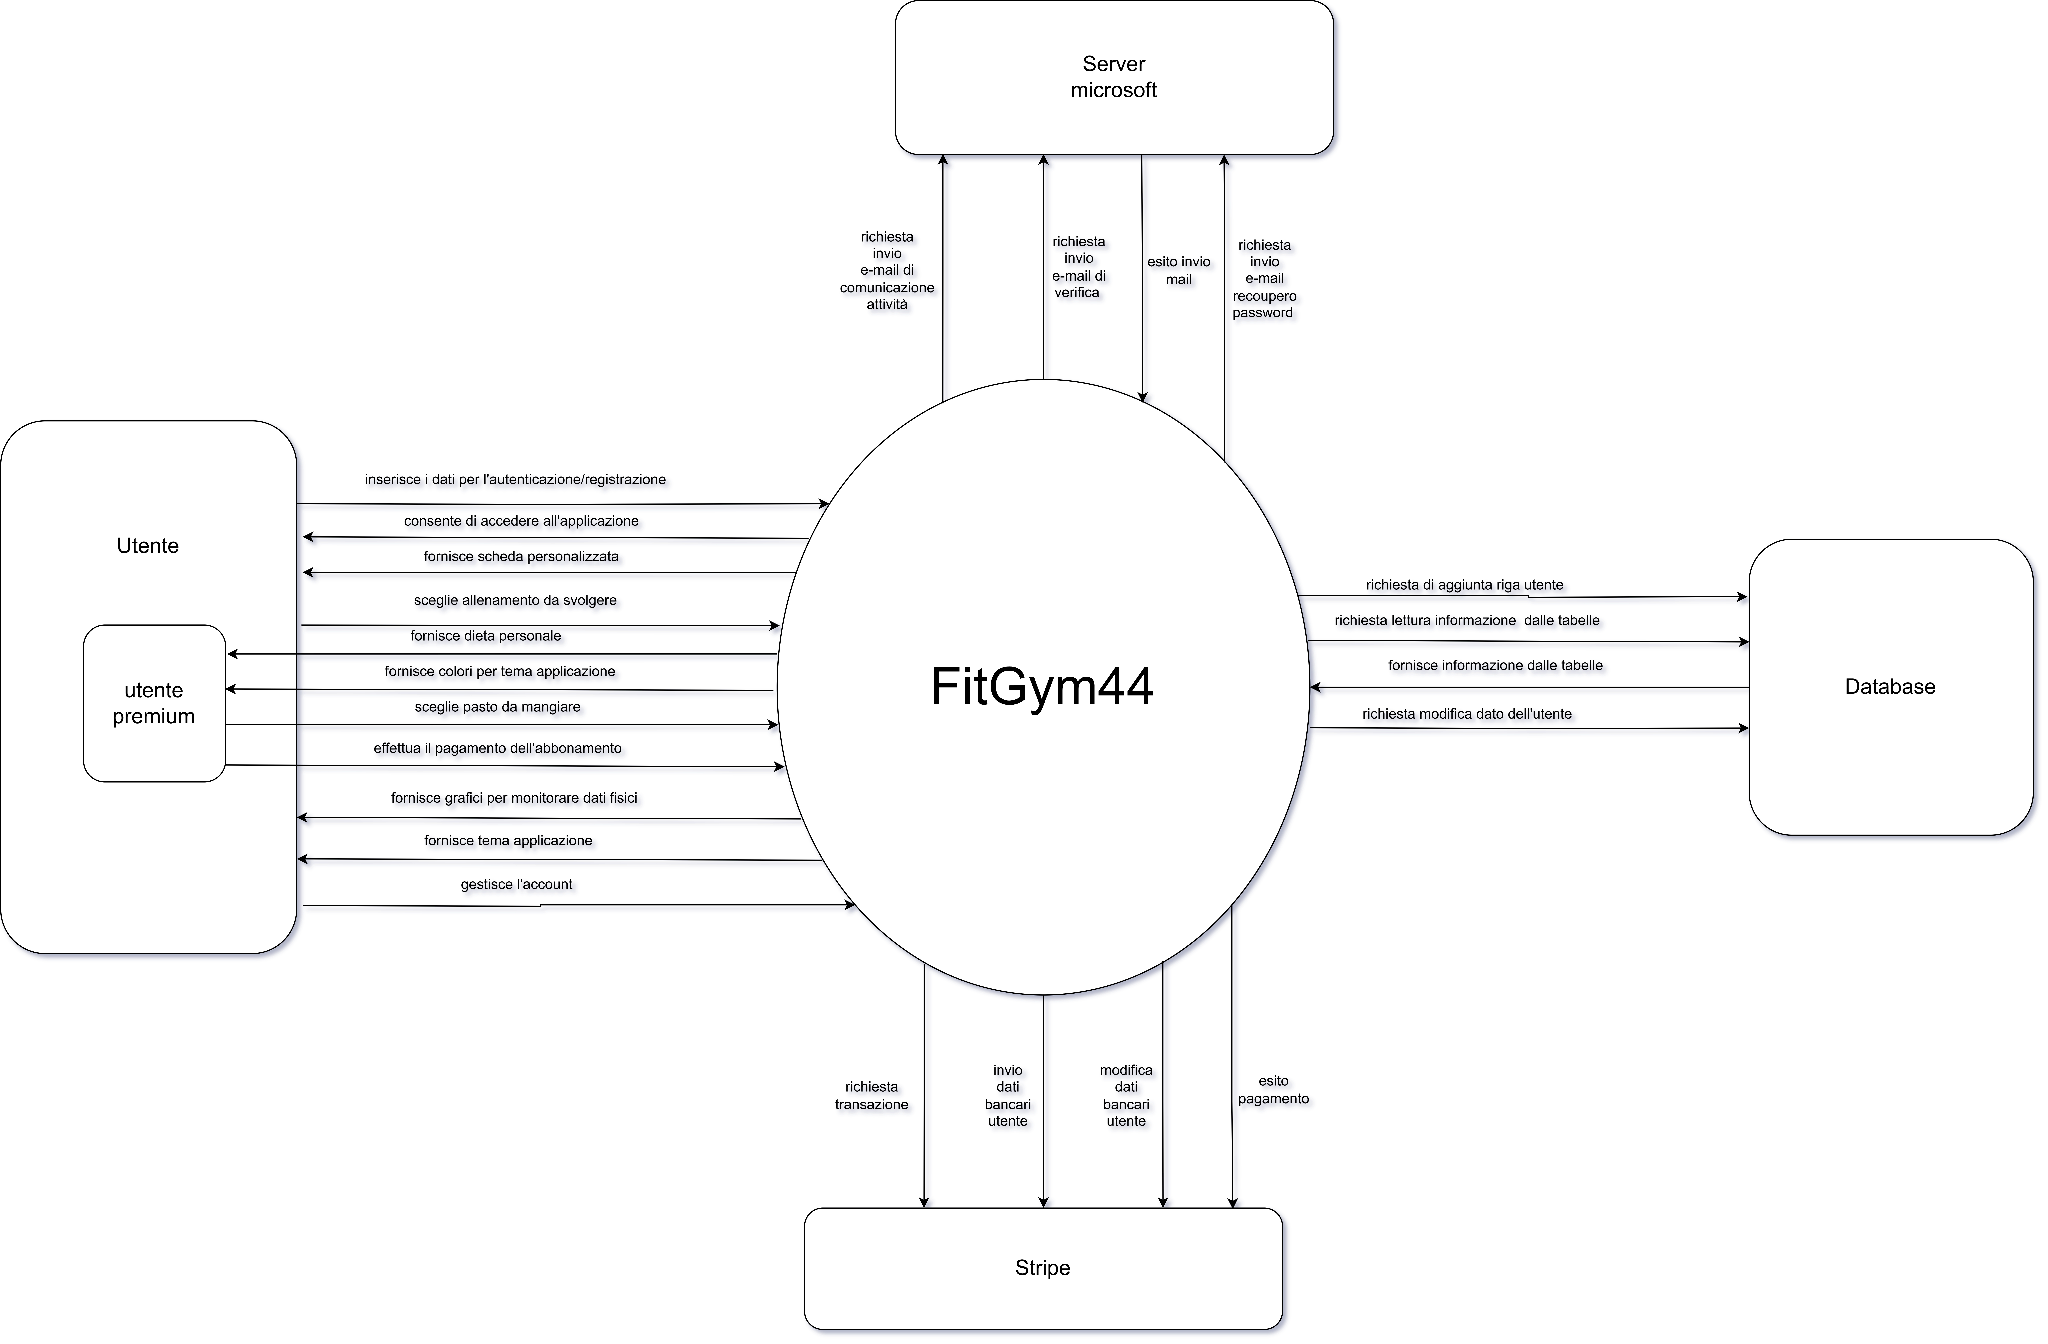 Server
microsoft
richiesta
invio
e-mail di
comunicazione
attività
richiesta
invio
e-mail di
verifica
esito invio
mail
richiesta
invio
e-mail
recoupero
password
Utente
utente
premium
inserisce i dati per l'autenticazione/registrazione
consente di accedere all'applicazione
fornisce scheda personalizzata
sceglie allenamento da svolgere
fornisce dieta personale
fornisce colori per tema applicazione
sceglie pasto da mangiare
effettua il pagamento dell'abbonamento
fornisce grafici per monitorare dati fisici
fornisce tema applicazione
gestisce l'account
FitGym44
richiesta di aggiunta riga utente
richiesta lettura informazione dalle tabelle
fornisce informazione dalle tabelle
richiesta modifica dato dell'utente
Database
richiesta
transazione
invio
dati
bancari
utente
modifica
dati
bancari
utente
esito
pagamento
Stripe